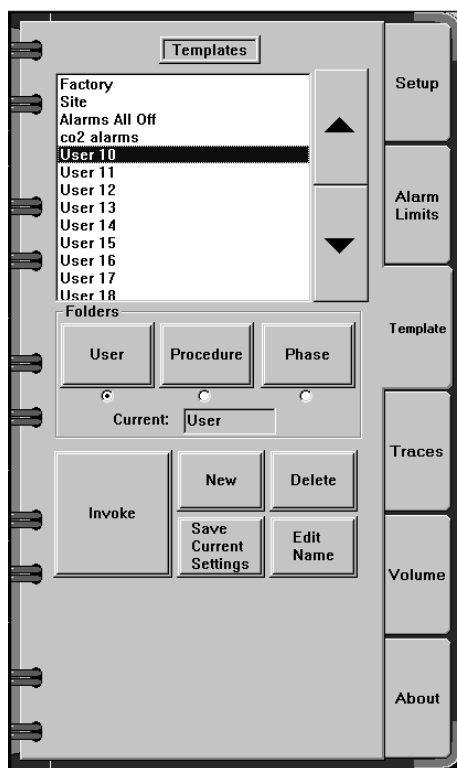 Templates
Factory
Site
Alarms All Off
co2 alarms
User 10
User 11
User 12
User 13
User 14
User 15
User 16
User 17
User 18
Folders
User
Procedure
Phase
Current: User
Invoke
New
Delete
Save
Current
Settings
Edit
Name
Setup
Alarm
Limits
Template
Traces
Volume
About